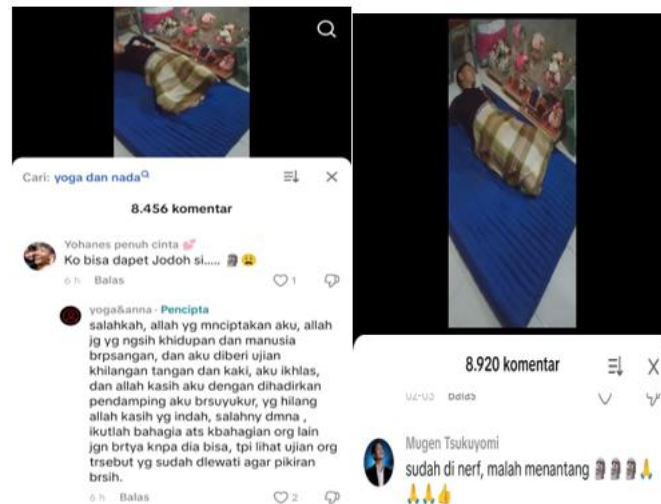 Cari: yoga dan nada
8.456 komentar
Yohanes penuh cinta 💕
Ko bisa dapet Jodoh si..... 🗿😩
6 h Balas 1
yoga&anna · Pencipta
salahkah, allah yg mnciptakan aku, allah
jg yg ngsih khidupan dan manusia
brpsangan, dan aku diberi ujian
khilangan tangan dan kaki, aku ikhlas,
dan allah kasih aku dengan dihadirkan
pendamping aku brsuyukur, yg hilang
allah kasih yg indah, salahny dmna ,
ikutlah bahagia ats kbahagian org lain
jgn brtya knpa dia bisa, tpi lihat ujian org
trsebut yg sudah dlewati agar pikiran
brsih.
6 h Balas 2
8.920 komentar
02-03 Balas
Mugen Tsukuyomi
sudah di nerf, malah menantang 🗿🗿🗿🙏
🙏🙏👍